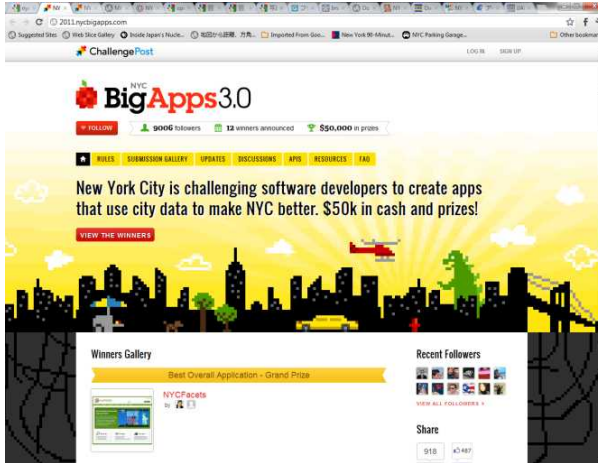 2011.nycbigapps.com
Suggested Sites
Web Slice Gallery
Inside Japan's Nucle...
Imported From Goo...
New York 90-Minut...
NYC Parking Garage...
Other bookmar
ChallengePost
LOG IN
SIGN UP
NYC
BigApps3.0
FOLLOW
9006 followers
12 winners announced
$50,000 in prizes
RULES
SUBMISSION GALLERY
UPDATES
DISCUSSIONS
APIS
RESOURCES
FAQ
New York City is challenging software developers to create apps
that use city data to make NYC better. $50k in cash and prizes!
VIEW THE WINNERS
Winners Gallery
Best Overall Application - Grand Prize
NYCFacets
by
Recent Followers
VIEW ALL FOLLOWERS
Share
918
487